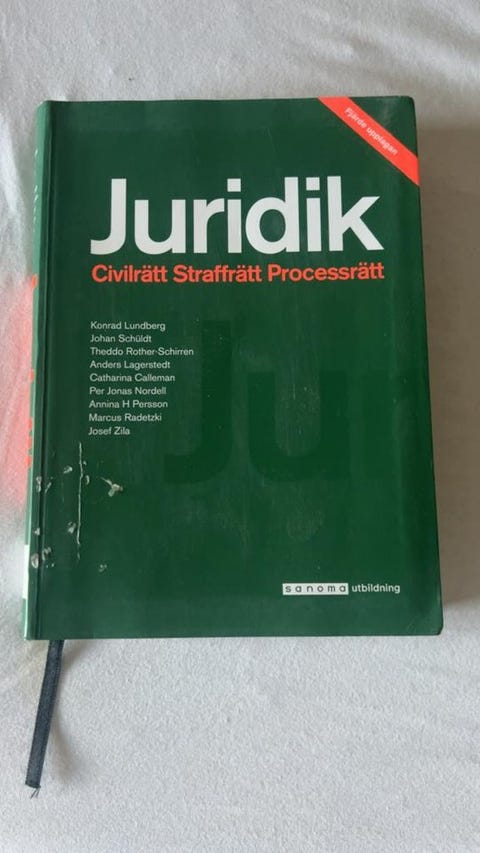 Fjärde upplagan
Juridik
Civilrätt Straffrätt Processrätt
Konrad Lundberg
Johan Schüldt
Theddo Rother-Schirren
Anders Lagerstedt
Catharina Calleman
Per Jonas Nordell
Annina H Persson
Marcus Radetzki
Josef Zila
Ju
sanoma utbildning